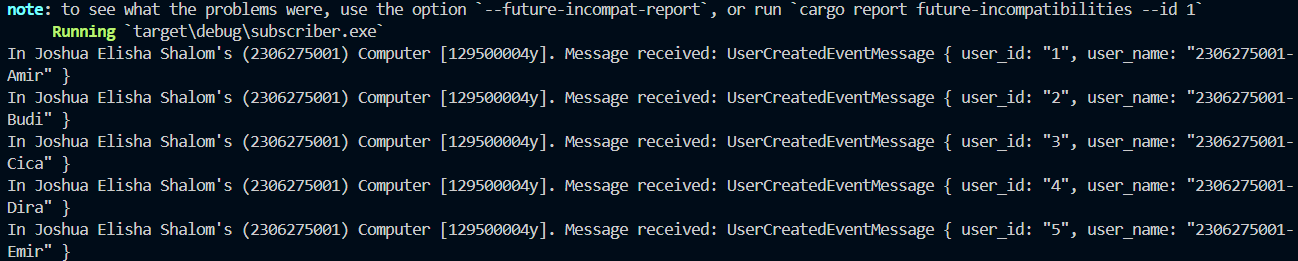 note: to see what the problems were, use the option `--future-incompat-report`, or run `cargo report future-incompatibilities --id 1`
Running `target\debug\subscriber.exe`
In Joshua Elisha Shalom's (2306275001) Computer [129500004y]. Message received: UserCreatedEventMessage { user_id: "1", user_name: "2306275001-
Amir" }
In Joshua Elisha Shalom's (2306275001) Computer [129500004y]. Message received: UserCreatedEventMessage { user_id: "2", user_name: "2306275001-
Budi" }
In Joshua Elisha Shalom's (2306275001) Computer [129500004y]. Message received: UserCreatedEventMessage { user_id: "3", user_name: "2306275001-
Cica" }
In Joshua Elisha Shalom's (2306275001) Computer [129500004y]. Message received: UserCreatedEventMessage { user_id: "4", user_name: "2306275001-
Dira" }
In Joshua Elisha Shalom's (2306275001) Computer [129500004y]. Message received: UserCreatedEventMessage { user_id: "5", user_name: "2306275001-
Emir" }